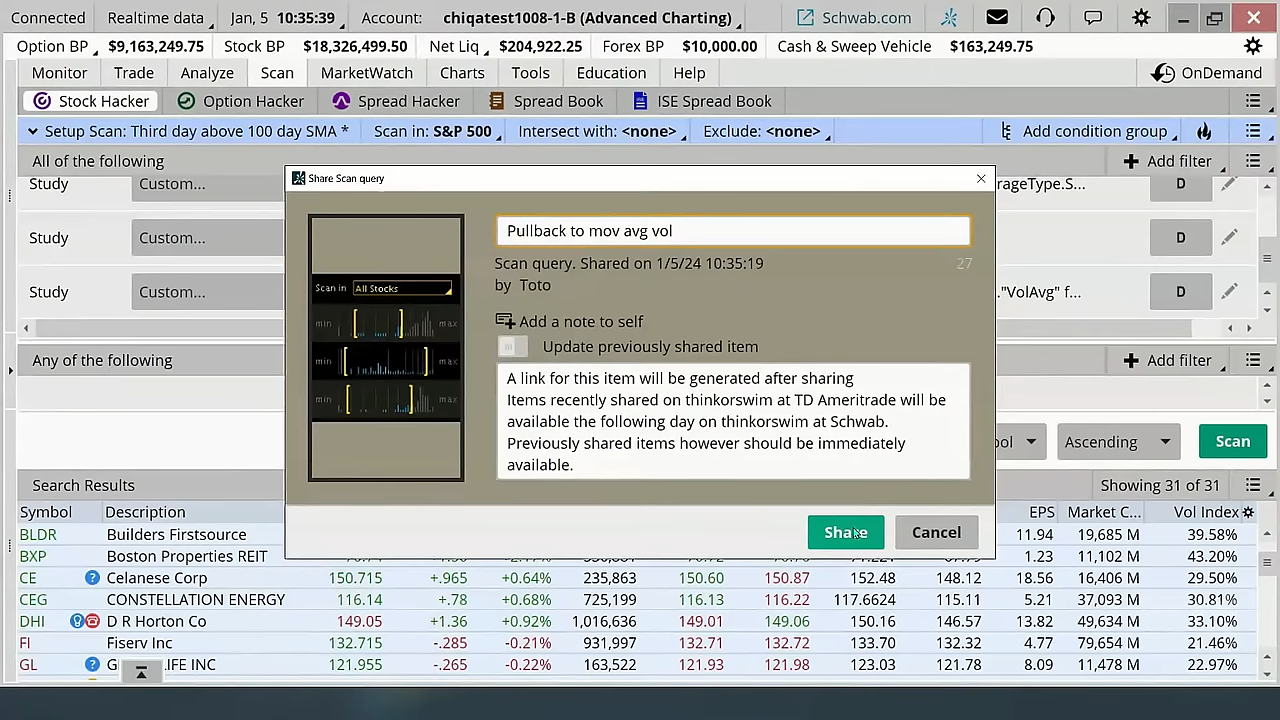 Connected Realtime data Jan, 5 10:35:39 Account: chiqatest1008-1-B (Advanced Charting) Schwab.com
Option BP $9,163,249.75 Stock BP $18,326,499.50 Net Liq $204,922.25 Forex BP $10,000.00 Cash & Sweep Vehicle $163,249.75
Monitor Trade Analyze Scan MarketWatch Charts Tools Education Help OnDemand
Stock Hacker Option Hacker Spread Hacker Spread Book ISE Spread Book
Setup Scan: Third day above 100 day SMA * Scan in: S&P 500 Intersect with: <none> Exclude: <none> Add condition group
All of the following Add filter
Study Custom... rageType.S... D
Share Scan query
Pullback to mov avg vol
Study Custom... D
Scan query. Shared on 1/5/24 10:35:19 27
by Toto
Scan in All Stocks
Study Custom... ."VolAvg" f... D
Add a note to self
min max
Update previously shared item
Any of the following Add filter
min max
A link for this item will be generated after sharing
Items recently shared on thinkorswim at TD Ameritrade will be
min max
available the following day on thinkorswim at Schwab.
Previously shared items however should be immediately
available.
ol Ascending Scan
Search Results Showing 31 of 31
Symbol Description EPS Market C... Vol Index
Share Cancel
BLDR Builders Firstsource 11.94 19,685 M 39.58%
BXP Boston Properties REIT 1.23 11,102 M 43.20%
CE Celanese Corp 150.715 +.965 +0.64% 235,863 150.60 150.87 152.48 148.12 18.56 16,406 M 29.50%
CEG CONSTELLATION ENERGY 116.14 +.78 +0.68% 725,199 116.13 116.22 117.6624 115.11 5.21 37,093 M 30.81%
DHI D R Horton Co 149.05 +1.36 +0.92% 1,016,636 149.01 149.06 150.16 146.57 13.82 49,634 M 33.10%
FI Fiserv Inc 132.715 -.285 -0.21% 931,997 132.71 132.72 133.70 132.32 4.77 79,654 M 21.46%
GL G IFE INC 121.955 -.265 -0.22% 163,522 121.93 121.98 123.03 121.78 8.09 11,478 M 22.97%